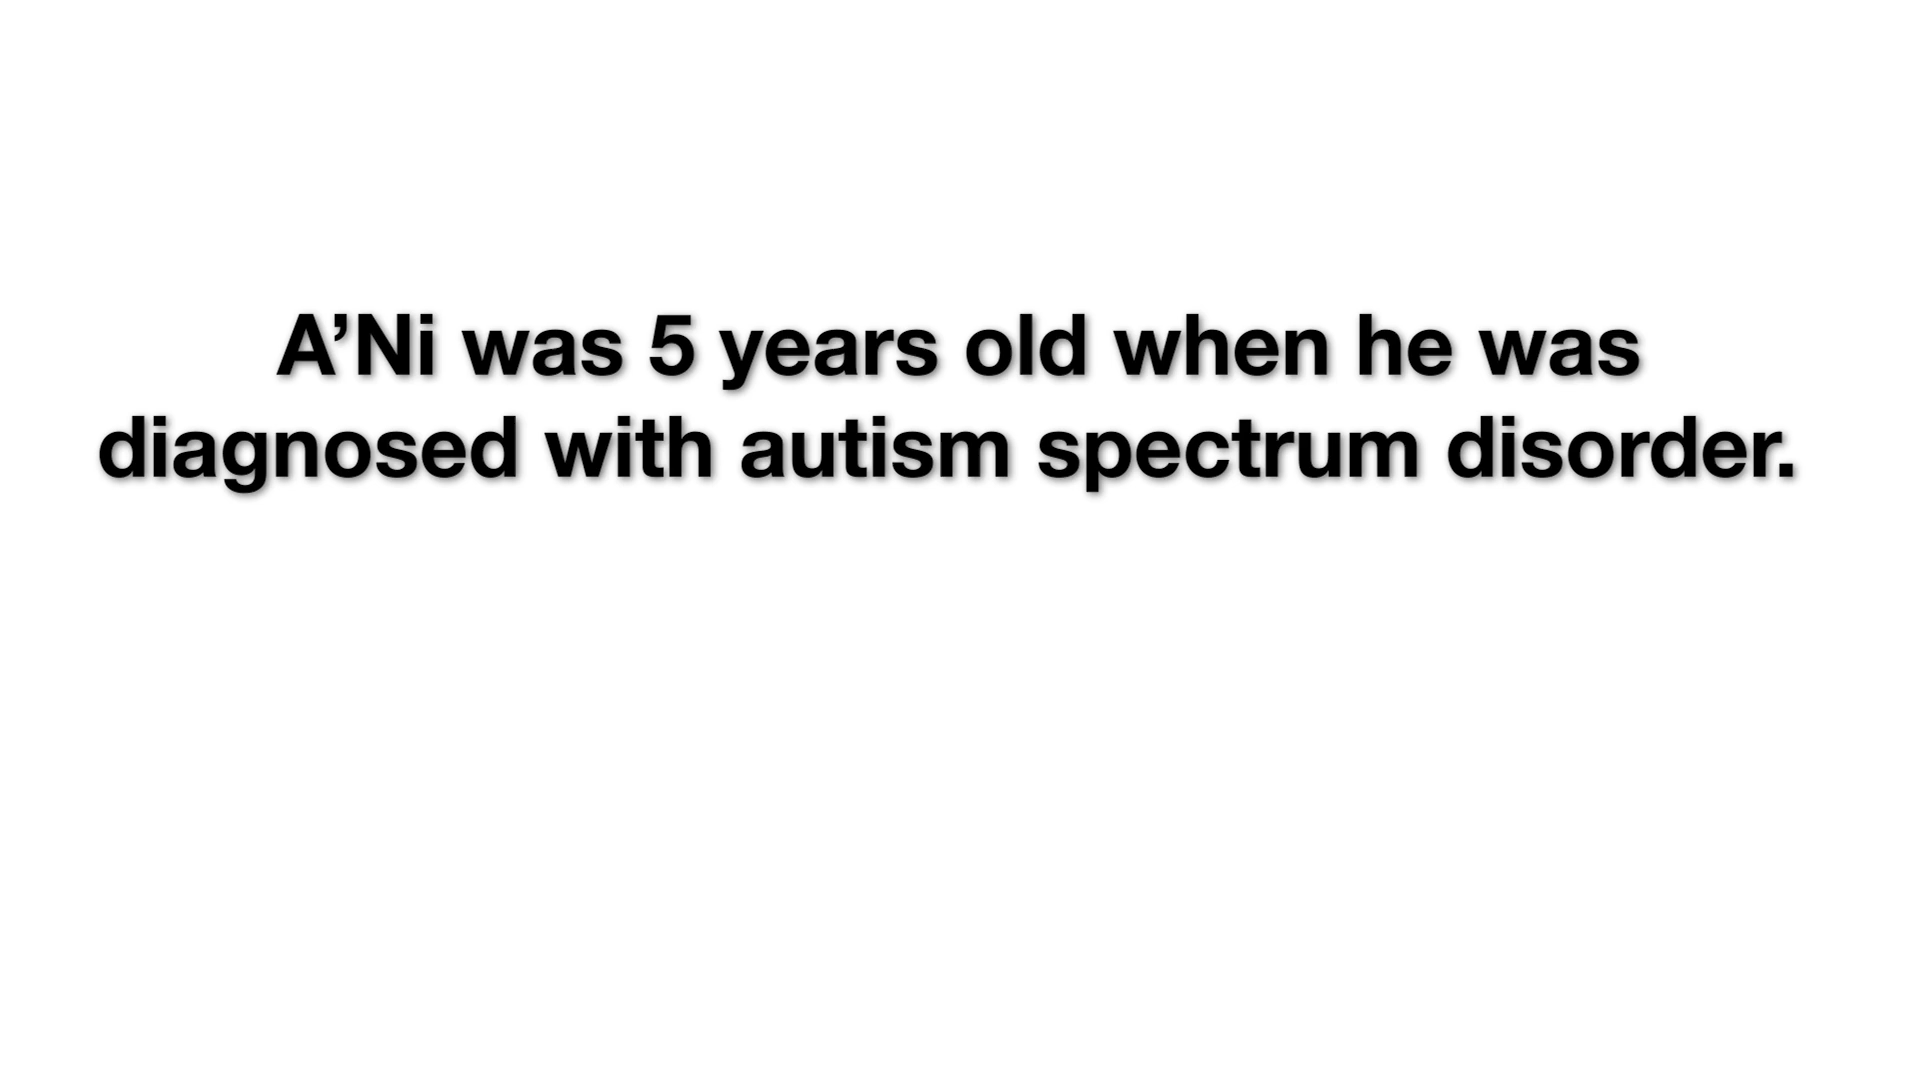 A’Ni was 5 years old when he was
diagnosed with autism spectrum disorder.